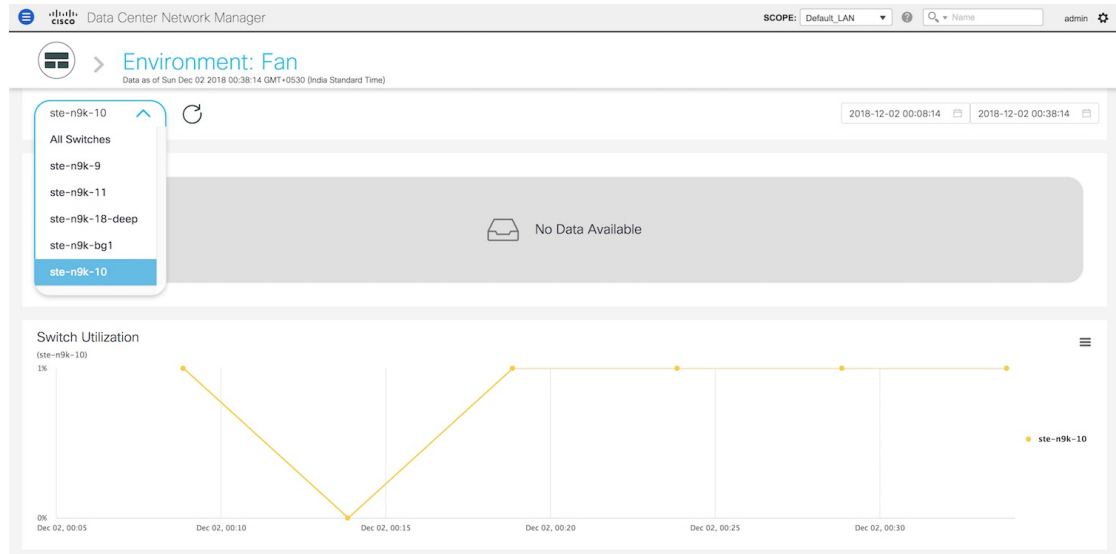 cisco Data Center Network Manager SCOPE: Default_LAN Name admin
Environment: Fan
Data as of Sun Dec 02 2018 00:38:14 GMT+0530 (India Standard Time)
ste-n9k-10 2018-12-02 00:08:14 2018-12-02 00:38:14
All Switches
ste-n9k-9
ste-n9k-11
ste-n9k-18-deep
ste-n9k-bg1
ste-n9k-10
No Data Available
Switch Utilization
(ste-n9k-10)
1%
ste-n9k-10
0%
Dec 02, 00:05 Dec 02, 00:10 Dec 02, 00:15 Dec 02, 00:20 Dec 02, 00:25 Dec 02, 00:30